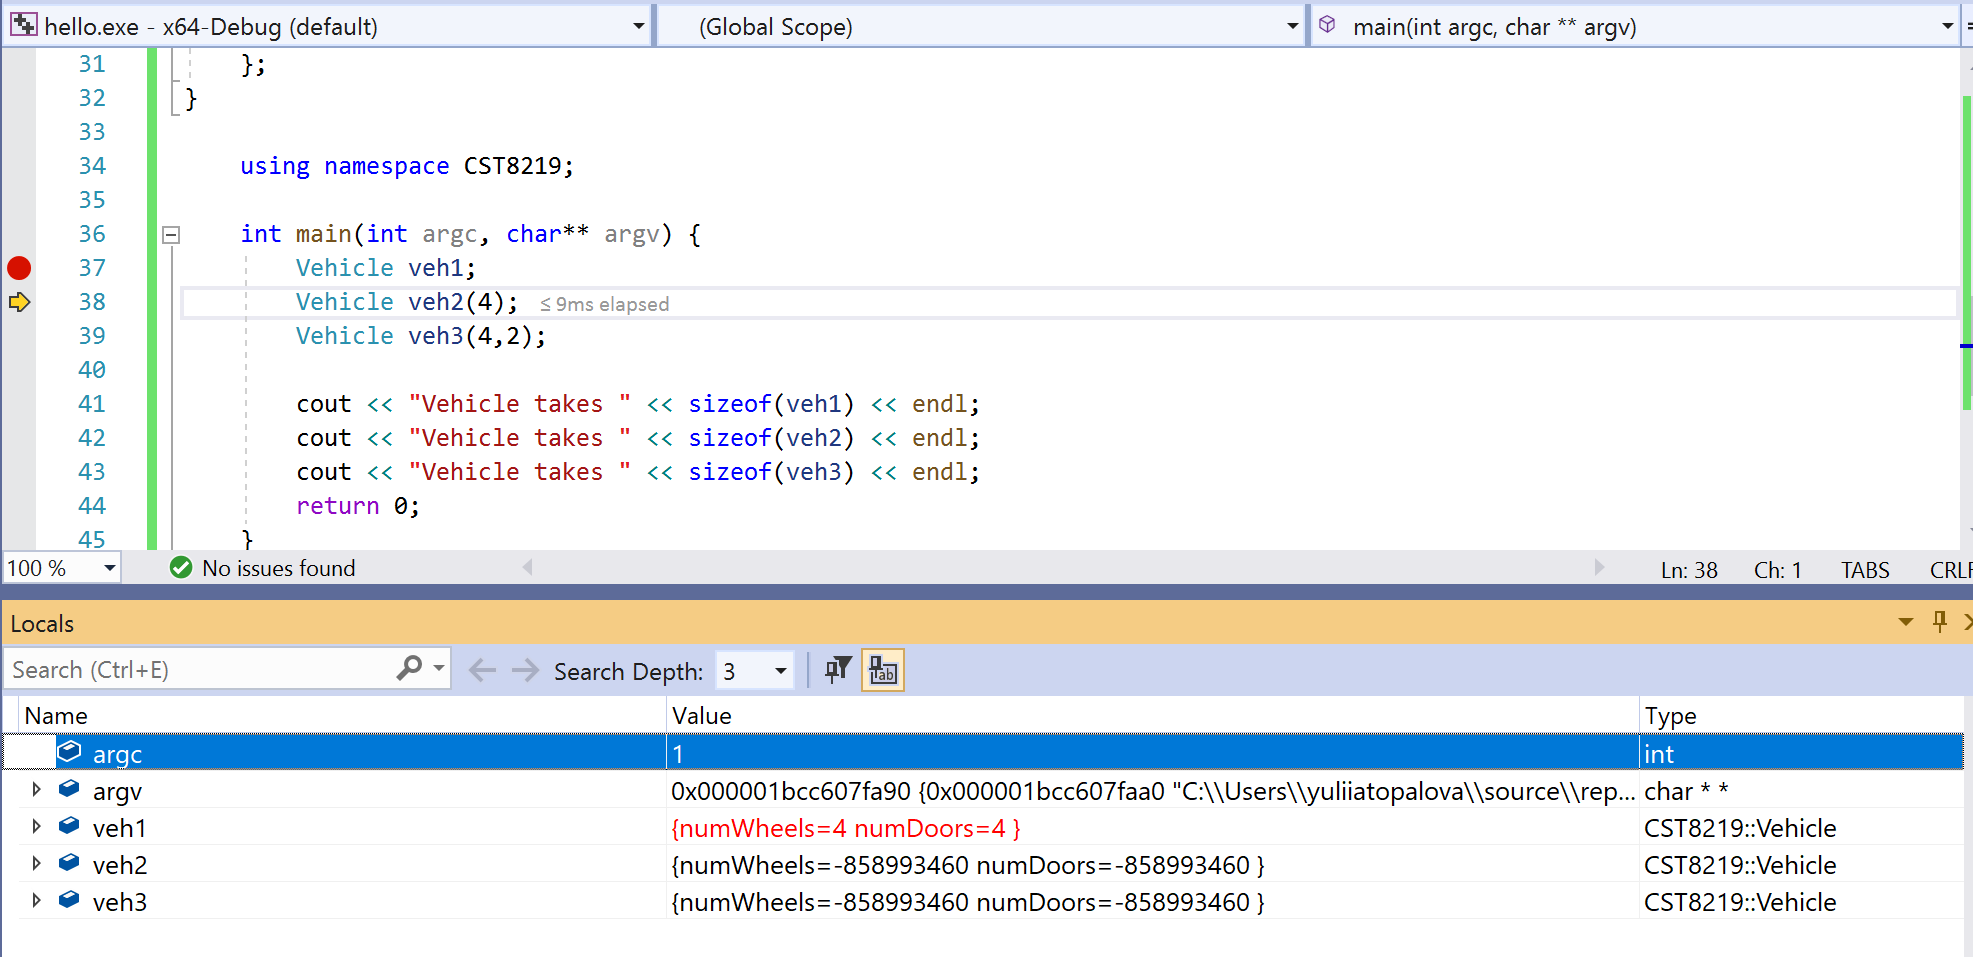 hello.exe - x64-Debug (default) (Global Scope) main(int argc, char ** argv)
31 };
32 }
33
34 using namespace CST8219;
35
36 int main(int argc, char** argv) {
37 Vehicle veh1;
38 Vehicle veh2(4); ≤ 9ms elapsed
39 Vehicle veh3(4,2);
40
41 cout << "Vehicle takes " << sizeof(veh1) << endl;
42 cout << "Vehicle takes " << sizeof(veh2) << endl;
43 cout << "Vehicle takes " << sizeof(veh3) << endl;
44 return 0;
45 }
100 % No issues found Ln: 38 Ch: 1 TABS CRLF
Locals
Search (Ctrl+E) Search Depth: 3
Name Value Type
argc 1 int
argv 0x000001bcc607fa90 {0x000001bcc607faa0 "C:\\Users\\yuliiatopalova\\source\\rep... char * *
veh1 {numWheels=4 numDoors=4 } CST8219::Vehicle
veh2 {numWheels=-858993460 numDoors=-858993460 } CST8219::Vehicle
veh3 {numWheels=-858993460 numDoors=-858993460 } CST8219::Vehicle